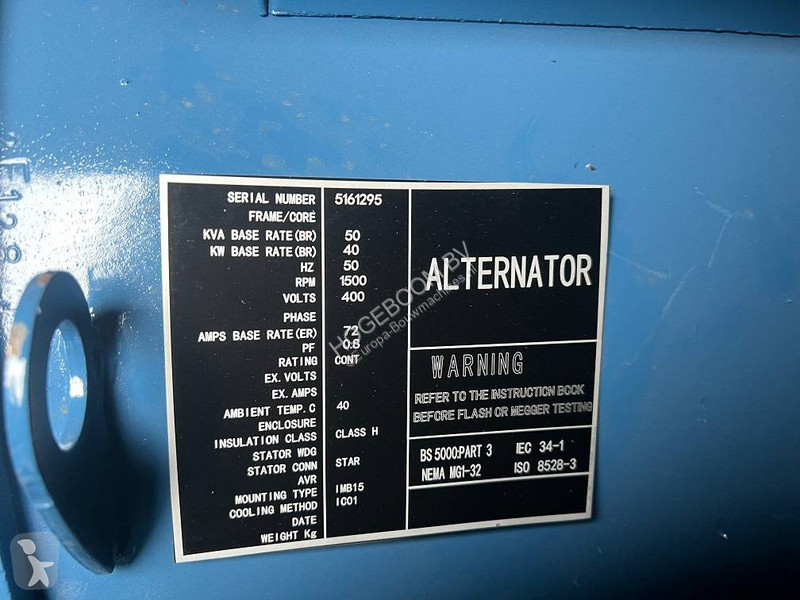 SERIAL NUMBER 5161295
FRAME/CORE
KVA BASE RATE(BR) 50
KW BASE RATE(BR) 40
HZ 50
RPM 1500
VOLTS 400
PHASE
AMPS BASE RATE(ER) 72
PF 0.8
RATING CONT
EX.VOLTS
EX.AMPS
AMBIENT TEMP.C 40
ENCLOSURE
INSULATION CLASS CLASS H
STATOR WDG
STATOR CONN STAR
AVR
MOUNTING TYPE IMB15
COOLING METHOD IC01
DATE
WEIGHT Kg
ALTERNATOR
WARNING
REFER TO THE INSTRUCTION BOOK
BEFORE FLASH OR MEGGER TESTING
BS 5000:PART 3 IEC 34-1
NEMA MG1-32 ISO 8528-3
HOGEBOOM BV